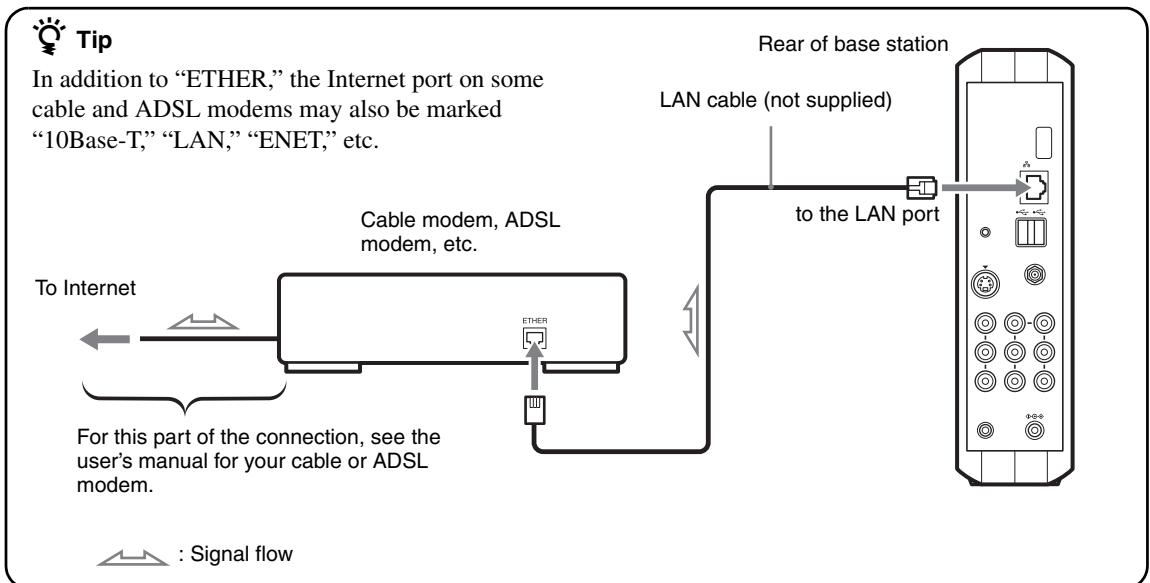 Tip
In addition to “ETHER,” the Internet port on some
cable and ADSL modems may also be marked
“10Base-T,” “LAN,” “ENET,” etc.
Rear of base station
LAN cable (not supplied)
to the LAN port
Cable modem, ADSL
modem, etc.
To Internet
ETHER
For this part of the connection, see the
user's manual for your cable or ADSL
modem.
: Signal flow